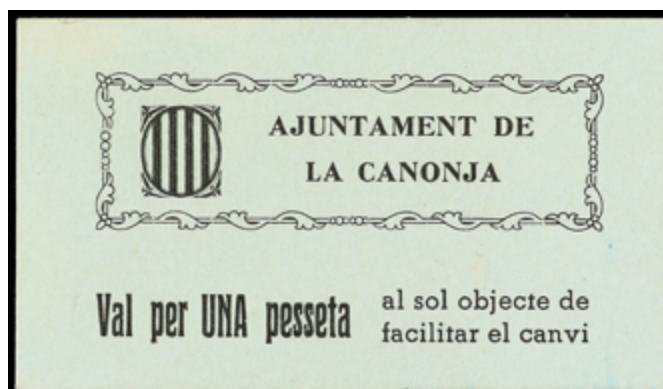 AJUNTAMENT DE
LA CANONJA
Val per UNA pesseta
al sol objecte de
facilitar el canvi